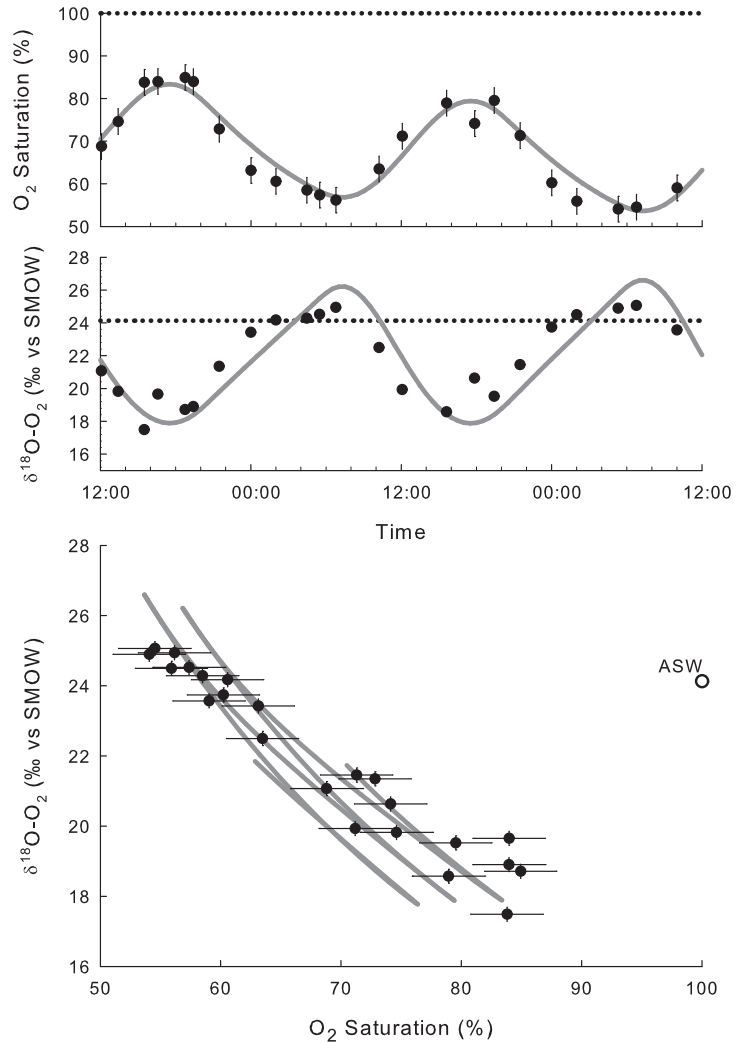 O2 Saturation (%)
100
90
80
70
60
50
δ18O-O2 (‰ vs SMOW)
28
26
24
22
20
18
16
12:00 00:00 12:00 00:00 12:00
Time
δ18O-O2 (‰ vs SMOW)
28
26
24
22
20
18
16
ASW
50 60 70 80 90 100
O2 Saturation (%)